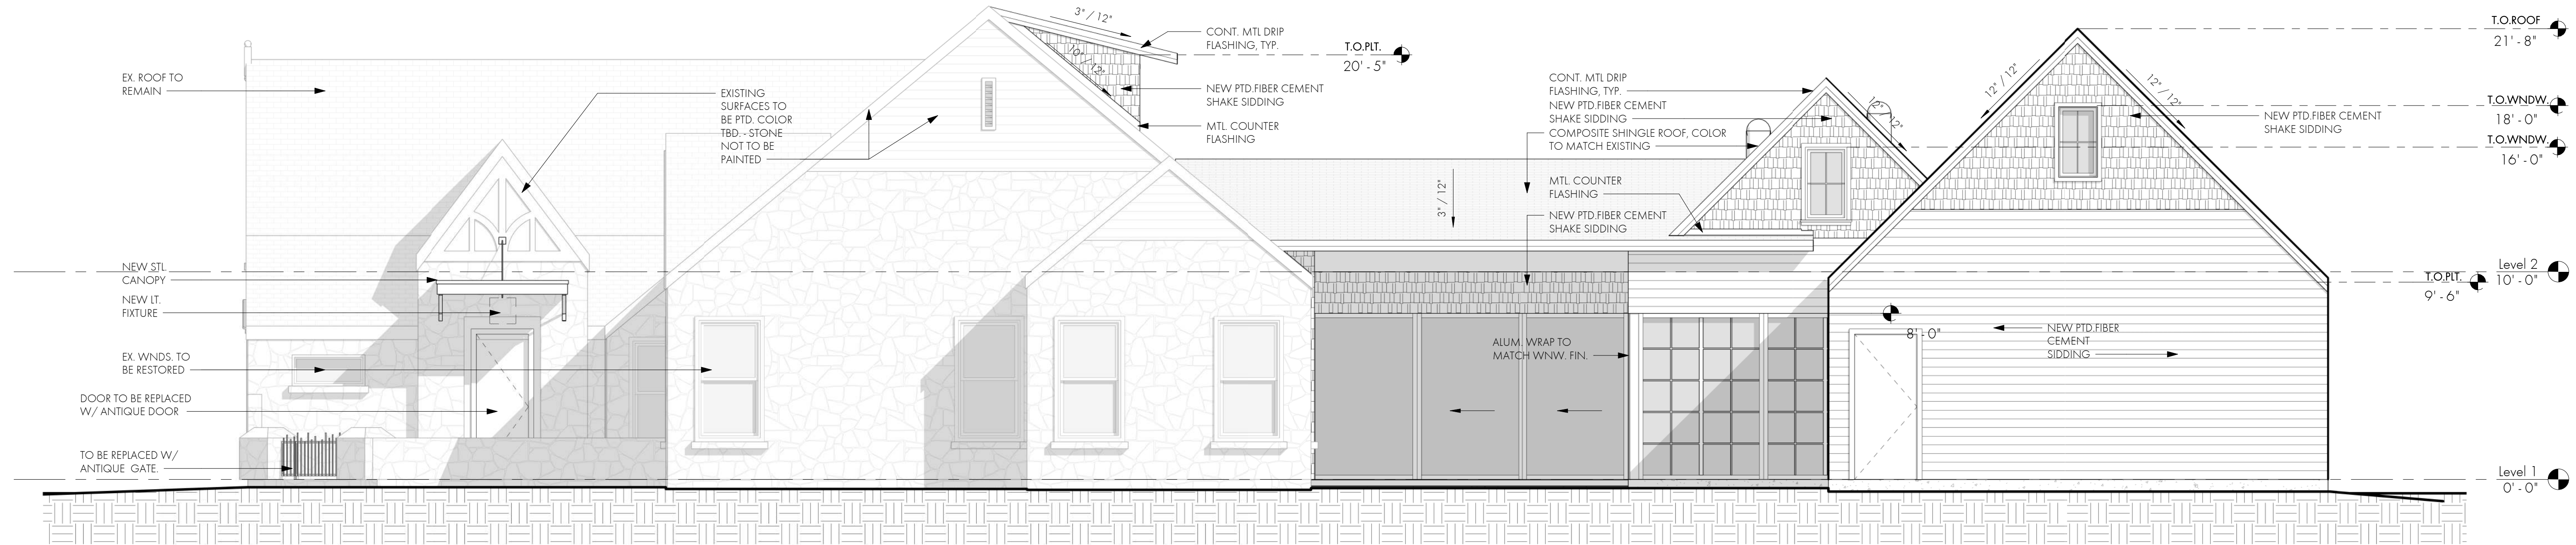 EX. ROOF TO
REMAIN
NEW STL.
CANOPY
NEW LT.
FIXTURE
EX. WNDS. TO
BE RESTORED
DOOR TO BE REPLACED
W/ ANTIQUE DOOR
TO BE REPLACED W/
ANTIQUE GATE.
EXISTING
SURFACES TO
BE PTD. COLOR
TBD. - STONE
NOT TO BE
PAINTED
3" / 12"
10" / 12"
CONT. MTL DRIP
FLASHING, TYP.
NEW PTD.FIBER CEMENT
SHAKE SIDDING
MTL. COUNTER
FLASHING
T.O.PLT.
20' - 5"
3" / 12"
CONT. MTL DRIP
FLASHING, TYP.
NEW PTD.FIBER CEMENT
SHAKE SIDDING
COMPOSITE SHINGLE ROOF, COLOR
TO MATCH EXISTING
MTL. COUNTER
FLASHING
NEW PTD.FIBER CEMENT
SHAKE SIDDING
ALUM. WRAP TO
MATCH WNW. FIN.
12" / 12"
12" / 12"
12" / 12"
8' - 0"
NEW PTD.FIBER
CEMENT
SIDDING
NEW PTD.FIBER CEMENT
SHAKE SIDDING
T.O.ROOF
21' - 8"
T.O.WNDW.
18' - 0"
T.O.WNDW.
16' - 0"
Level 2
10' - 0"
T.O.PLT.
9' - 6"
Level 1
0' - 0"